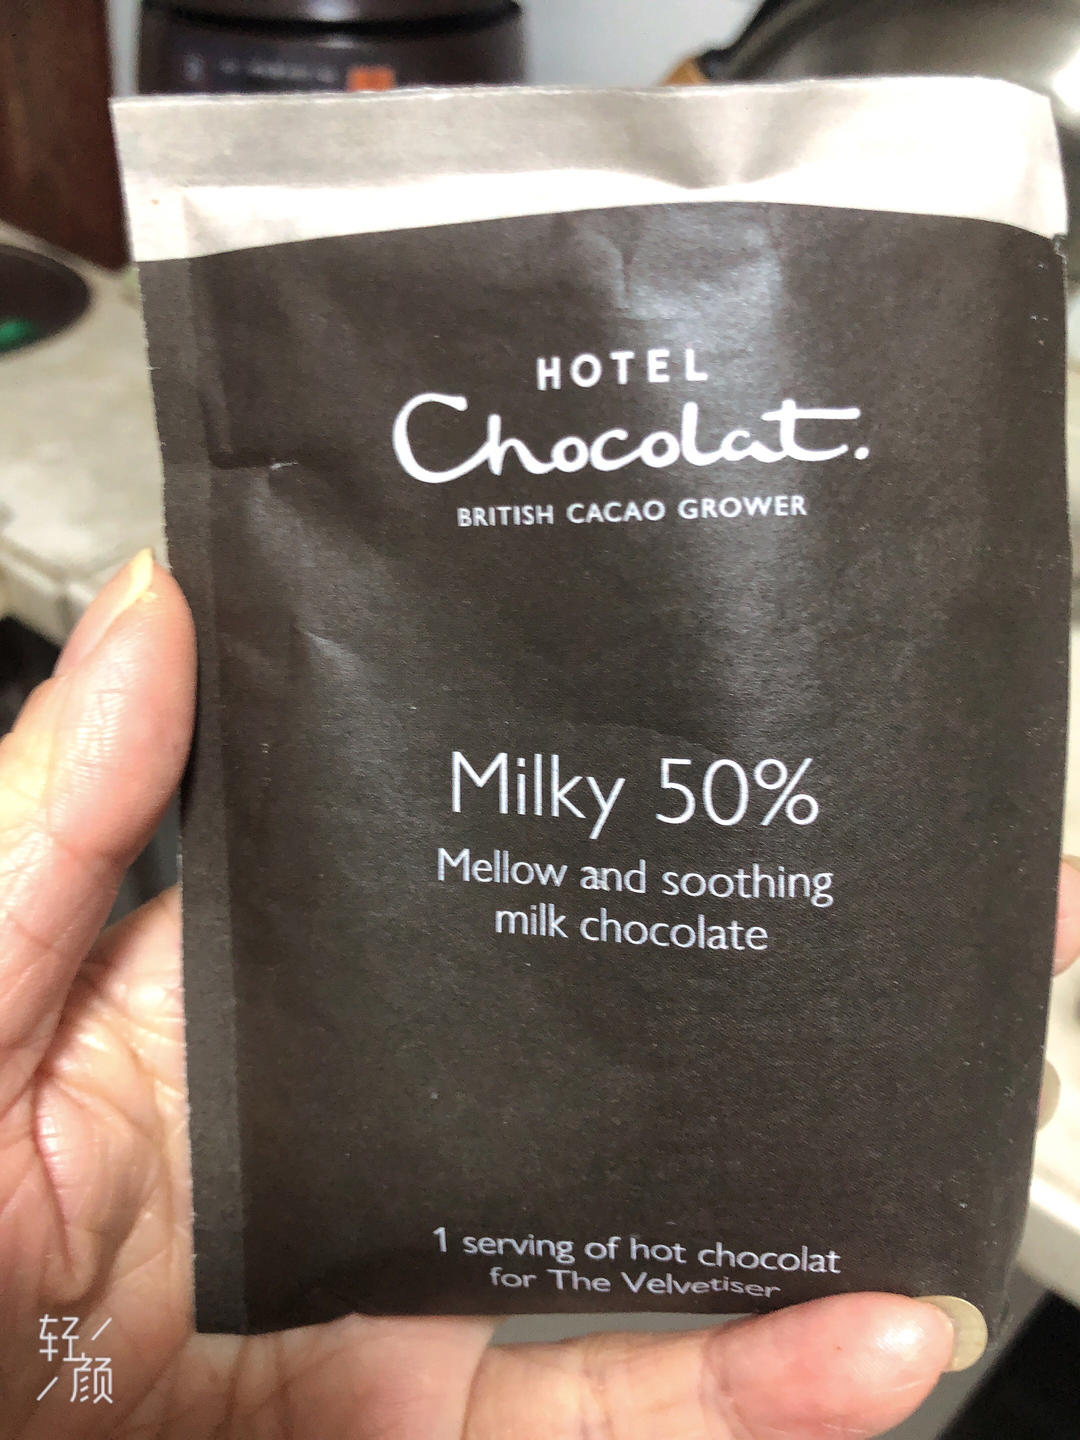 HOTEL
Chocolat.
BRITISH CACAO GROWER
Milky 50%
Mellow and soothing
milk chocolate
1 serving of hot chocolat
for The Velvetiser
轻
颜